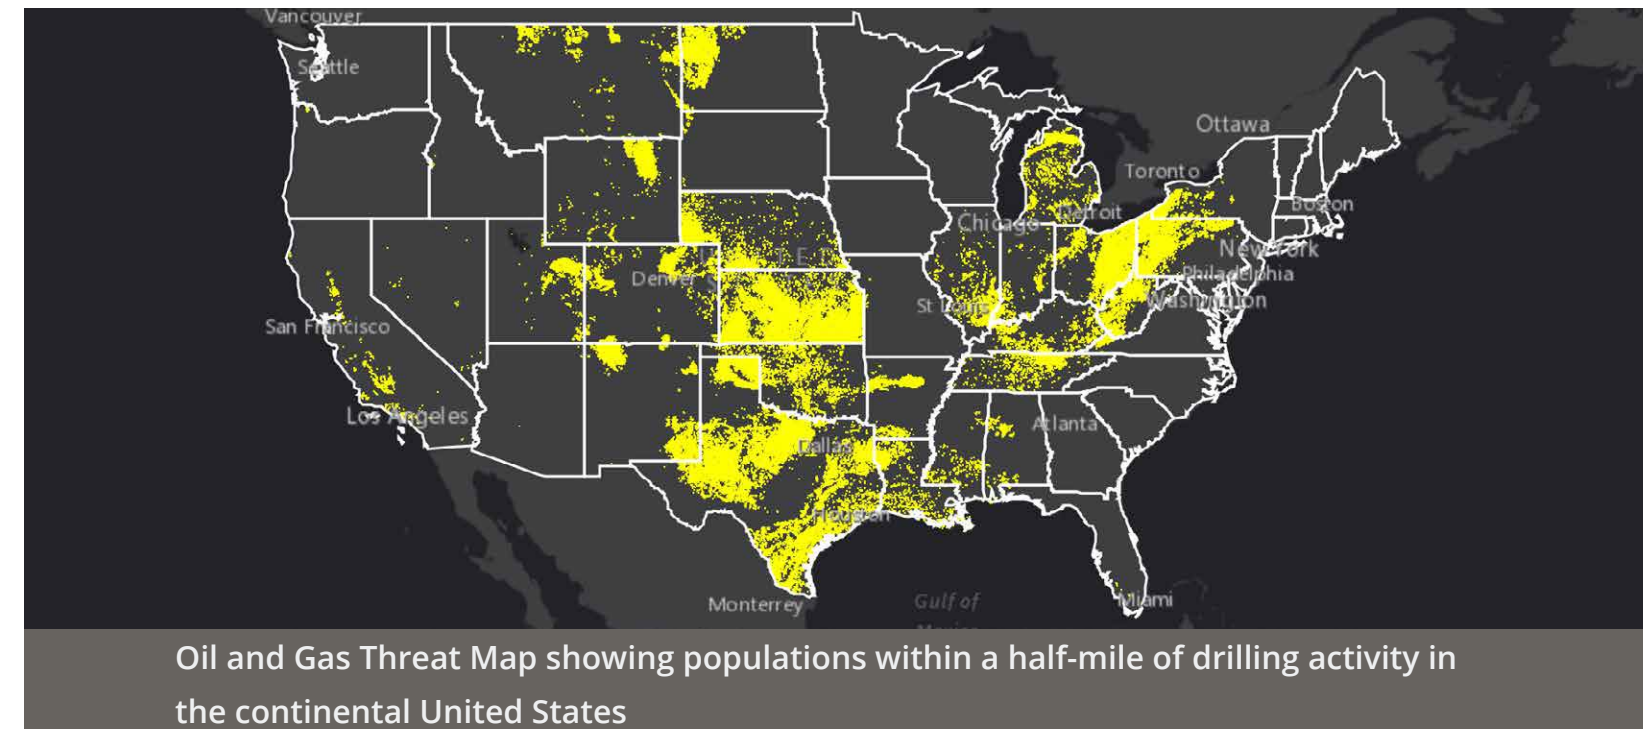 Vancouver
Seattle
Ottawa
Toronto
Boston
Chicago
Detroit
New York
Philadelphia
Denver
St Louis
Washington
San Francisco
Los Angeles
Atlanta
Dallas
Houston
Monterrey
Gulf of
Miami
Oil and Gas Threat Map showing populations within a half-mile of drilling activity in
the continental United States